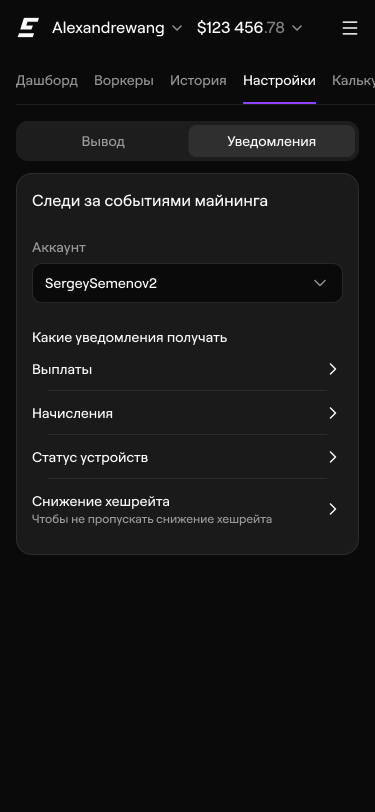 Alexandrewang $123 456.78
Дашборд Воркеры История Настройки Кальку
Вывод Уведомления
Следи за событиями майнинга
Аккаунт
SergeySemenov2
Какие уведомления получать
Выплаты
Начисления
Статус устройств
Снижение хешрейта
Чтобы не пропускать снижение хешрейта